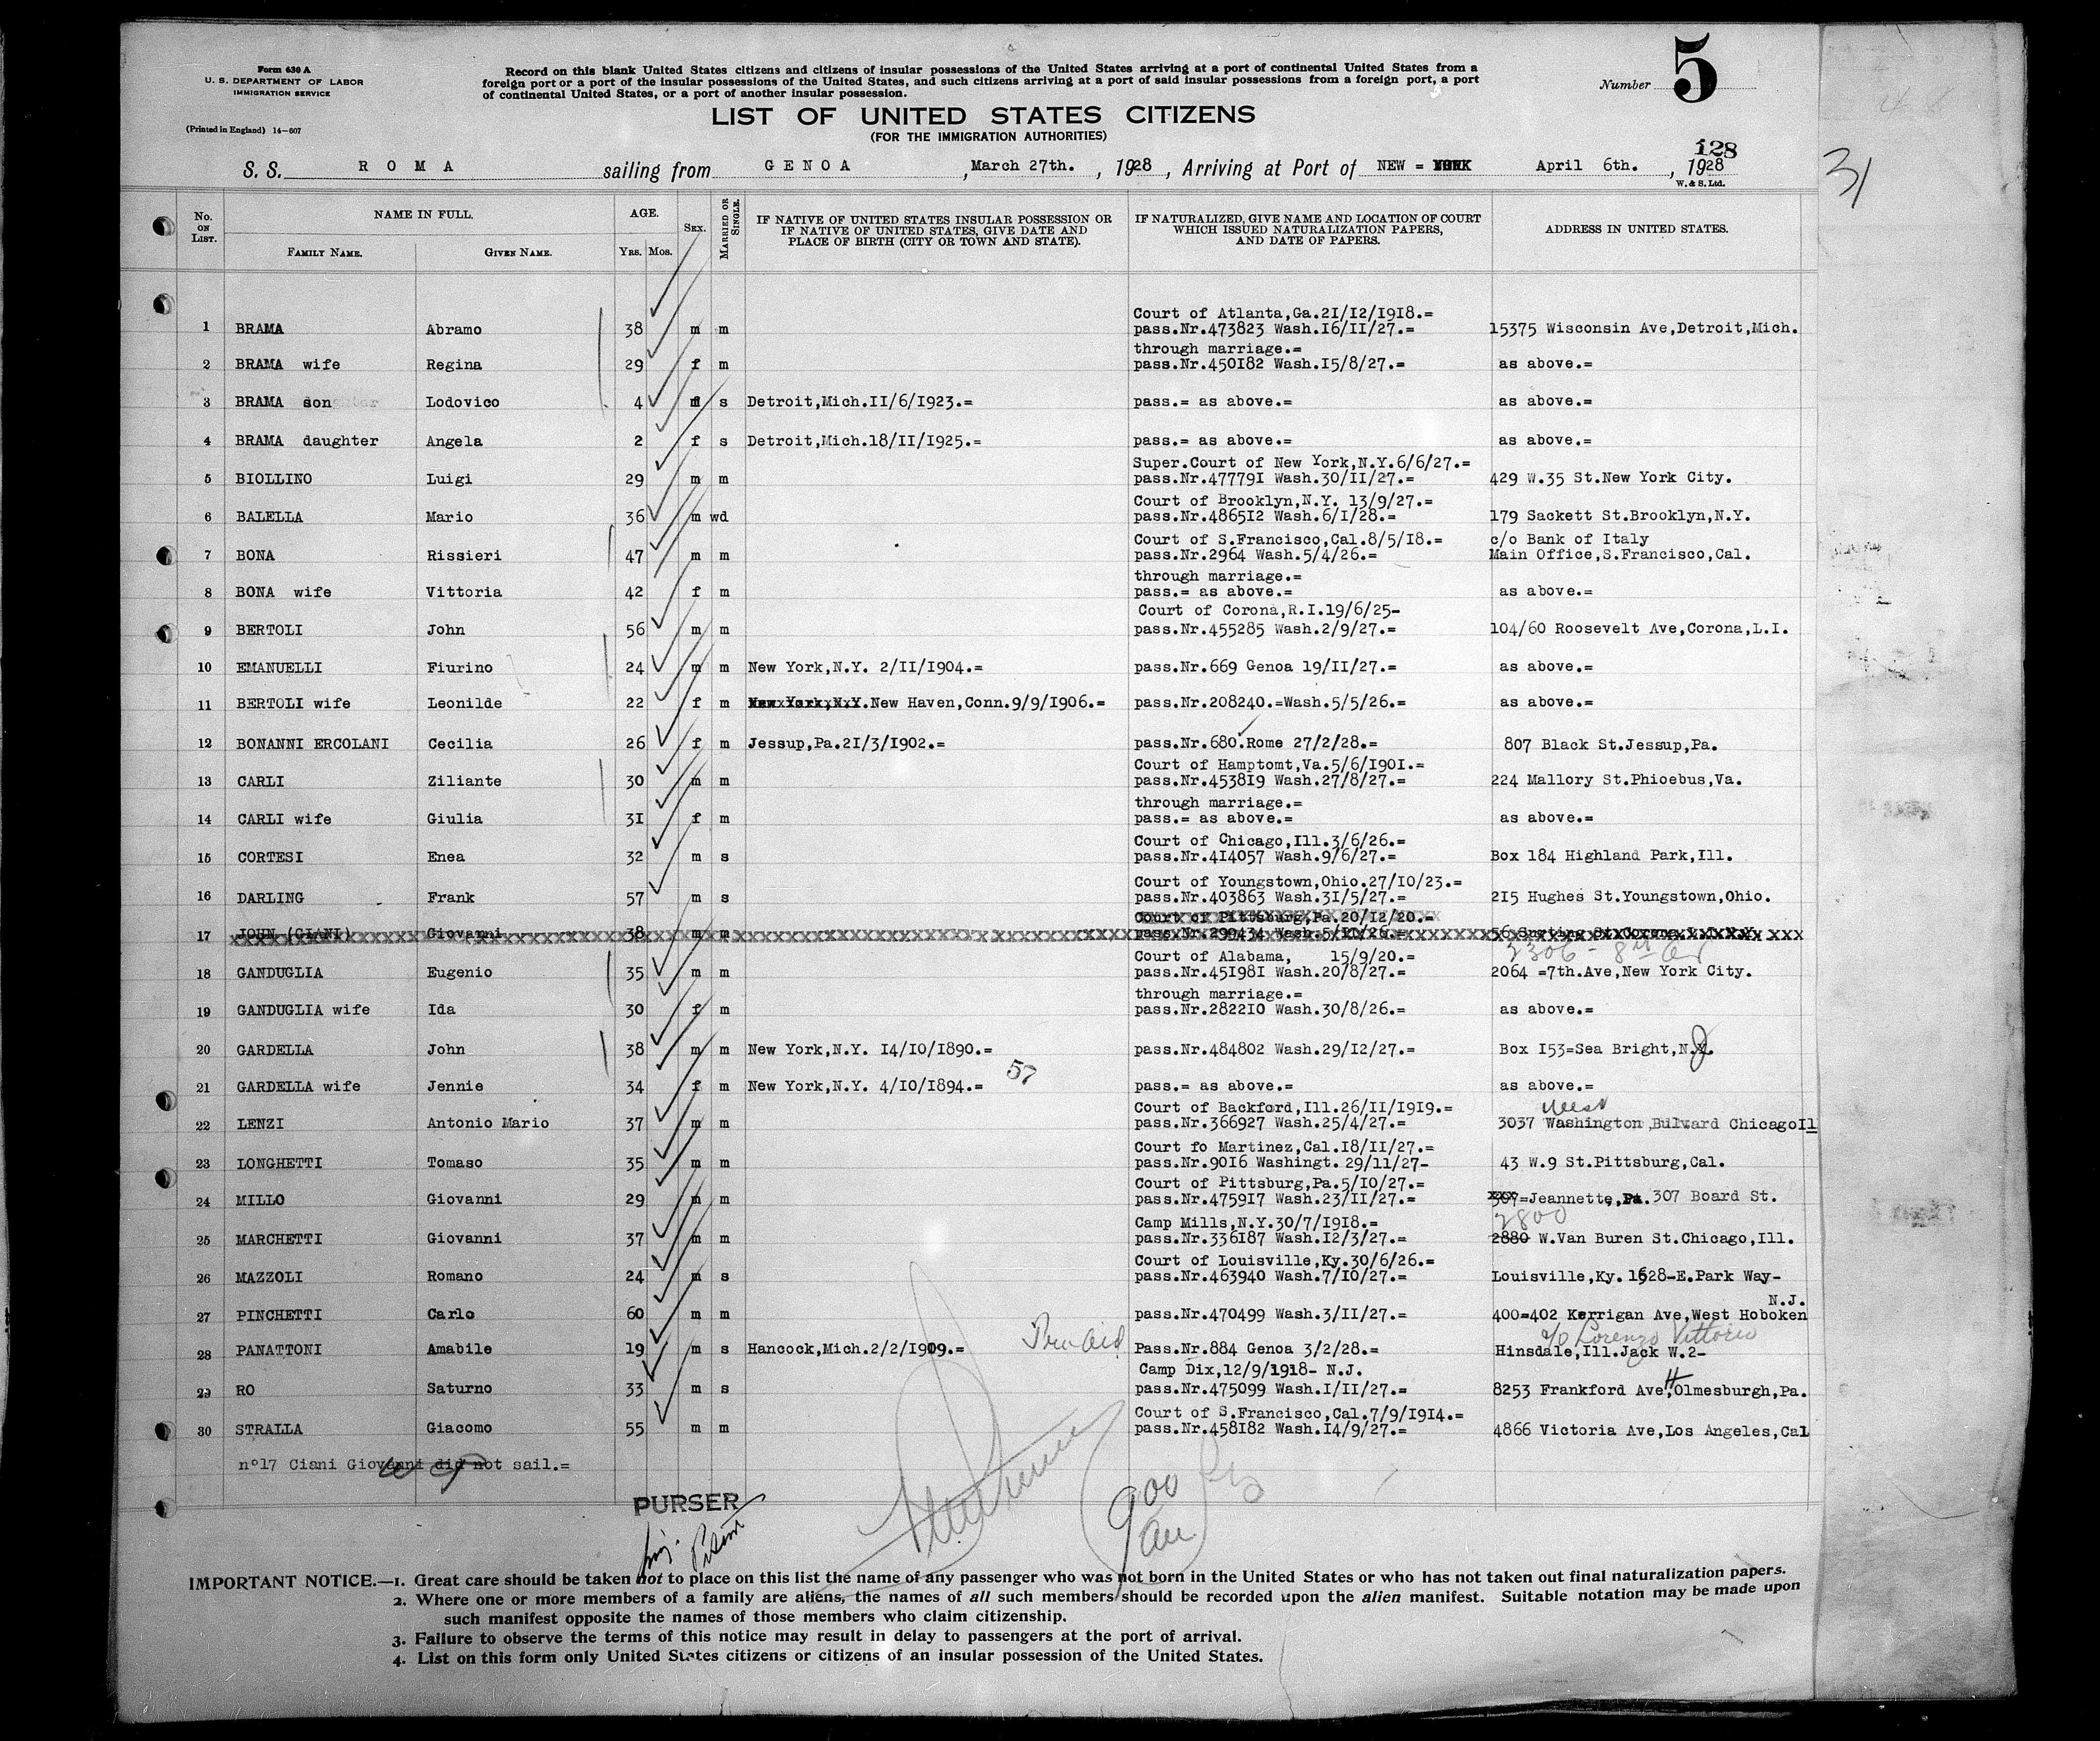 Form 630 A
U. S. DEPARTMENT OF LABOR
IMMIGRATION SERVICE
(Printed in England) 14-607
Record on this blank United States citizens and citizens of insular possessions of the United States arriving at a port of continental United States from a
foreign port or a port of the insular possessions of the United States, and such citizens arriving at a port of said insular possessions from a foreign port, a port
of continental United States, or a port of another insular possession.
Number 5
LIST OF UNITED STATES CITIZENS
(FOR THE IMMIGRATION AUTHORITIES)
128
31
S. S. ROMA sailing from GENOA, March 27th., 1928, Arriving at Port of NEW = YORK April 6th., 1928
W. & S. Ltd.
No. ON LIST. NAME IN FULL. AGE. SEX. MARRIED OR SINGLE. IF NATIVE OF UNITED STATES INSULAR POSSESSION OR IF NATIVE OF UNITED STATES, GIVE DATE AND PLACE OF BIRTH (CITY OR TOWN AND STATE). IF NATURALIZED, GIVE NAME AND LOCATION OF COURT WHICH ISSUED NATURALIZATION PAPERS, AND DATE OF PAPERS. ADDRESS IN UNITED STATES.
FAMILY NAME. GIVEN NAME. YRS. MOS.
Court of Atlanta,Ga.21/12/1918.=
1 BRAMA Abramo 38 m m pass.Nr.473823 Wash.16/11/27.= 15375 Wisconsin Ave,Detroit,Mich.
through marriage.=
2 BRAMA wife Regina 29 f m pass.Nr.450182 Wash.15/8/27.= as above.=
3 BRAMA son Lodovico 4 m s Detroit,Mich.11/6/1923.= pass.= as above.= as above.=
4 BRAMA daughter Angela 2 f s Detroit,Mich.18/11/1925.= pass.= as above.= as above.=
Super.Court of New York,N.Y.6/6/27.=
5 BIOLLINO Luigi 29 m m pass.Nr.477791 Wash.30/11/27.= 429 W.35 St.New York City.
Court of Brooklyn,N.Y. 13/9/27.=
6 BALELLA Mario 36 m wd pass.Nr.486512 Wash.6/1/28.= 179 Sackett St.Brooklyn,N.Y.
Court of S.Francisco,Cal.8/5/18.= c/o Bank of Italy
7 BONA Rissieri 47 m m pass.Nr.2964 Wash.5/4/26.= Main Office,S.Francisco,Cal.
through marriage.=
8 BONA wife Vittoria 42 f m pass.= as above.= as above.=
Court of Corona,R.I.19/6/25-
9 BERTOLI John 56 m m pass.Nr.455285 Wash.2/9/27.= 104/60 Roosevelt Ave,Corona,L.I.
10 EMANUELLI Fiurino 24 m m New York,N.Y. 2/11/1904.= pass.Nr.669 Genoa 19/11/27.= as above.=
11 BERTOLI wife Leonilde 22 f m New York,N.Y.New Haven,Conn.9/9/1906.= pass.Nr.208240.=Wash.5/5/26.= as above.=
12 BONANNI ERCOLANI Cecilia 26 f m Jessup,Pa.21/3/1902.= pass.Nr.680.Rome 27/2/28.= 807 Black St.Jessup,Pa.
Court of Hamptomt,Va.5/6/1901.=
13 CARLI Ziliante 30 m m pass.Nr.453819 Wash.27/8/27.= 224 Mallory St.Phioebus,Va.
through marriage.=
14 CARLI wife Giulia 31 f m pass.= as above.= as above.=
Court of Chicago,Ill.3/6/26.=
15 CORTESI Enea 32 m s pass.Nr.414057 Wash.9/6/27.= Box 184 Highland Park,Ill.
Court of Youngstown,Ohio.27/10/23.=
16 DARLING Frank 57 m s pass.Nr.403863 Wash.31/5/27.= 215 Hughes St.Youngstown,Ohio.
Court of Pittsburg,Pa.20/12/20.=
17 JOHN (CIANI) Giovanni 38 m m pass.Nr.299434 Wash.
2306 - 8th Av
Court of Alabama, 15/9/20.=
18 GANDUGLIA Eugenio 35 m m pass.Nr.451981 Wash.20/8/27.= 2064 =7th.Ave,New York City.
through marriage.=
19 GANDUGLIA wife Ida 30 f m pass.Nr.282210 Wash.30/8/26.= as above.=
20 GARDELLA John 38 m m New York,N.Y. 14/10/1890.= pass.Nr.484802 Wash.29/12/27.= Box 153=Sea Bright,N.J.
57
21 GARDELLA wife Jennie 34 f m New York,N.Y. 4/10/1894.= pass.= as above.= as above.=
Court of Backford,Ill.26/11/1919.= West
22 LENZI Antonio Mario 37 m m pass.Nr.366927 Wash.25/4/27.= 3037 Washington Bulvard ChicagoIl
Court fo Martinez,Cal.18/11/27.=
23 LONGHETTI Tomaso 35 m m pass.Nr.9016 Washingt. 29/11/27- 43 W.9 St.Pittsburg,Cal.
Court of Pittsburg,Pa.5/10/27.=
24 MILLO Giovanni 29 m m pass.Nr.475917 Wash.23/11/27.= 307=Jeannette,Pa.307 Board St.
Camp Mills,N.Y.30/7/1918.= 2800
25 MARCHETTI Giovanni 37 m m pass.Nr.336187 Wash.12/3/27.= 2880 W.Van Buren St.Chicago,Ill.
Court of Louisville,Ky.30/6/26.=
26 MAZZOLI Romano 24 m s pass.Nr.463940 Wash.7/10/27.= Louisville,Ky. 1628-E.Park Way-
N.J.
27 PINCHETTI Carlo 60 m m pass.Nr.470499 Wash.3/11/27.= 400=402 Kerrigan Ave,West Hoboken
c/o Lorenzo Vittorio
28 PANATTONI Amabile 19 m s Hancock,Mich.2/2/1909.= Pass.Nr.884 Genoa 3/2/28.= Hinsdale,Ill.Jack W.2-
Camp Dix,12/9/1918- N.J.
29 RO Saturno 33 m s pass.Nr.475099 Wash.1/11/27.= 8253 Frankford Ave,Holmesburgh,Pa.
Court of S.Francisco,Cal.7/9/1914.=
30 STRALLA Giacomo 55 m m pass.Nr.458182 Wash.14/9/27.= 4866 Victoria Ave,Los Angeles,Cal
n°17 Ciani Giovanni did not sail.=
PURSER
900
IMPORTANT NOTICE.—1. Great care should be taken not to place on this list the name of any passenger who was not born in the United States or who has not taken out final naturalization papers.
2. Where one or more members of a family are aliens, the names of all such members should be recorded upon the alien manifest. Suitable notation may be made upon
such manifest opposite the names of those members who claim citizenship.
3. Failure to observe the terms of this notice may result in delay to passengers at the port of arrival.
4. List on this form only United States citizens or citizens of an insular possession of the United States.